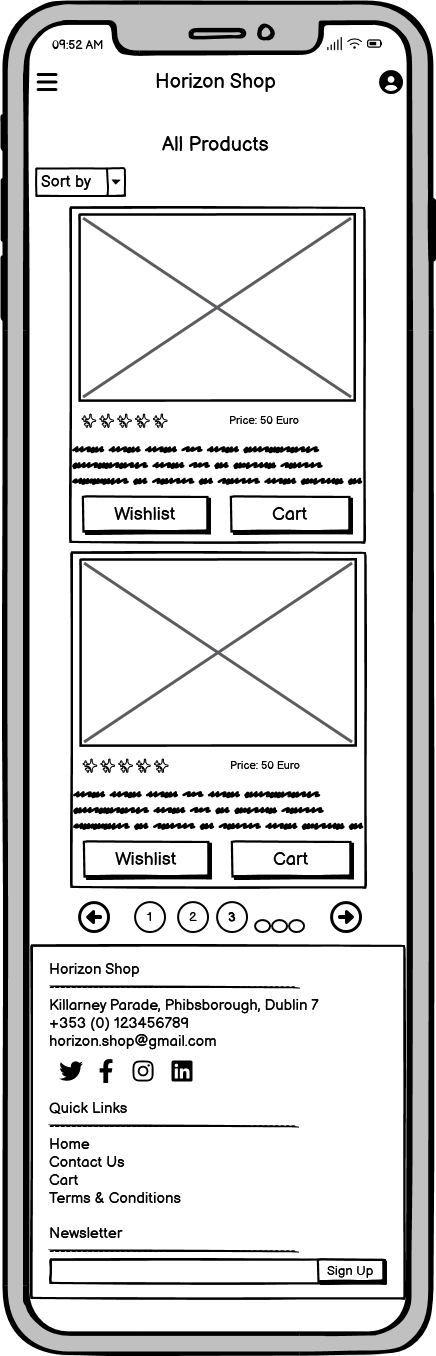 09:52 AM
Horizon Shop
All Products
Sort by
Price: 50 Euro
Wishlist Cart
Price: 50 Euro
Wishlist Cart
1 2 3
Horizon Shop
Killarney Parade, Phibsborough, Dublin 7
+353 (0) 123456789
horizon.shop@gmail.com
Quick Links
Home
Contact Us
Cart
Terms & Conditions
Newsletter
Sign Up